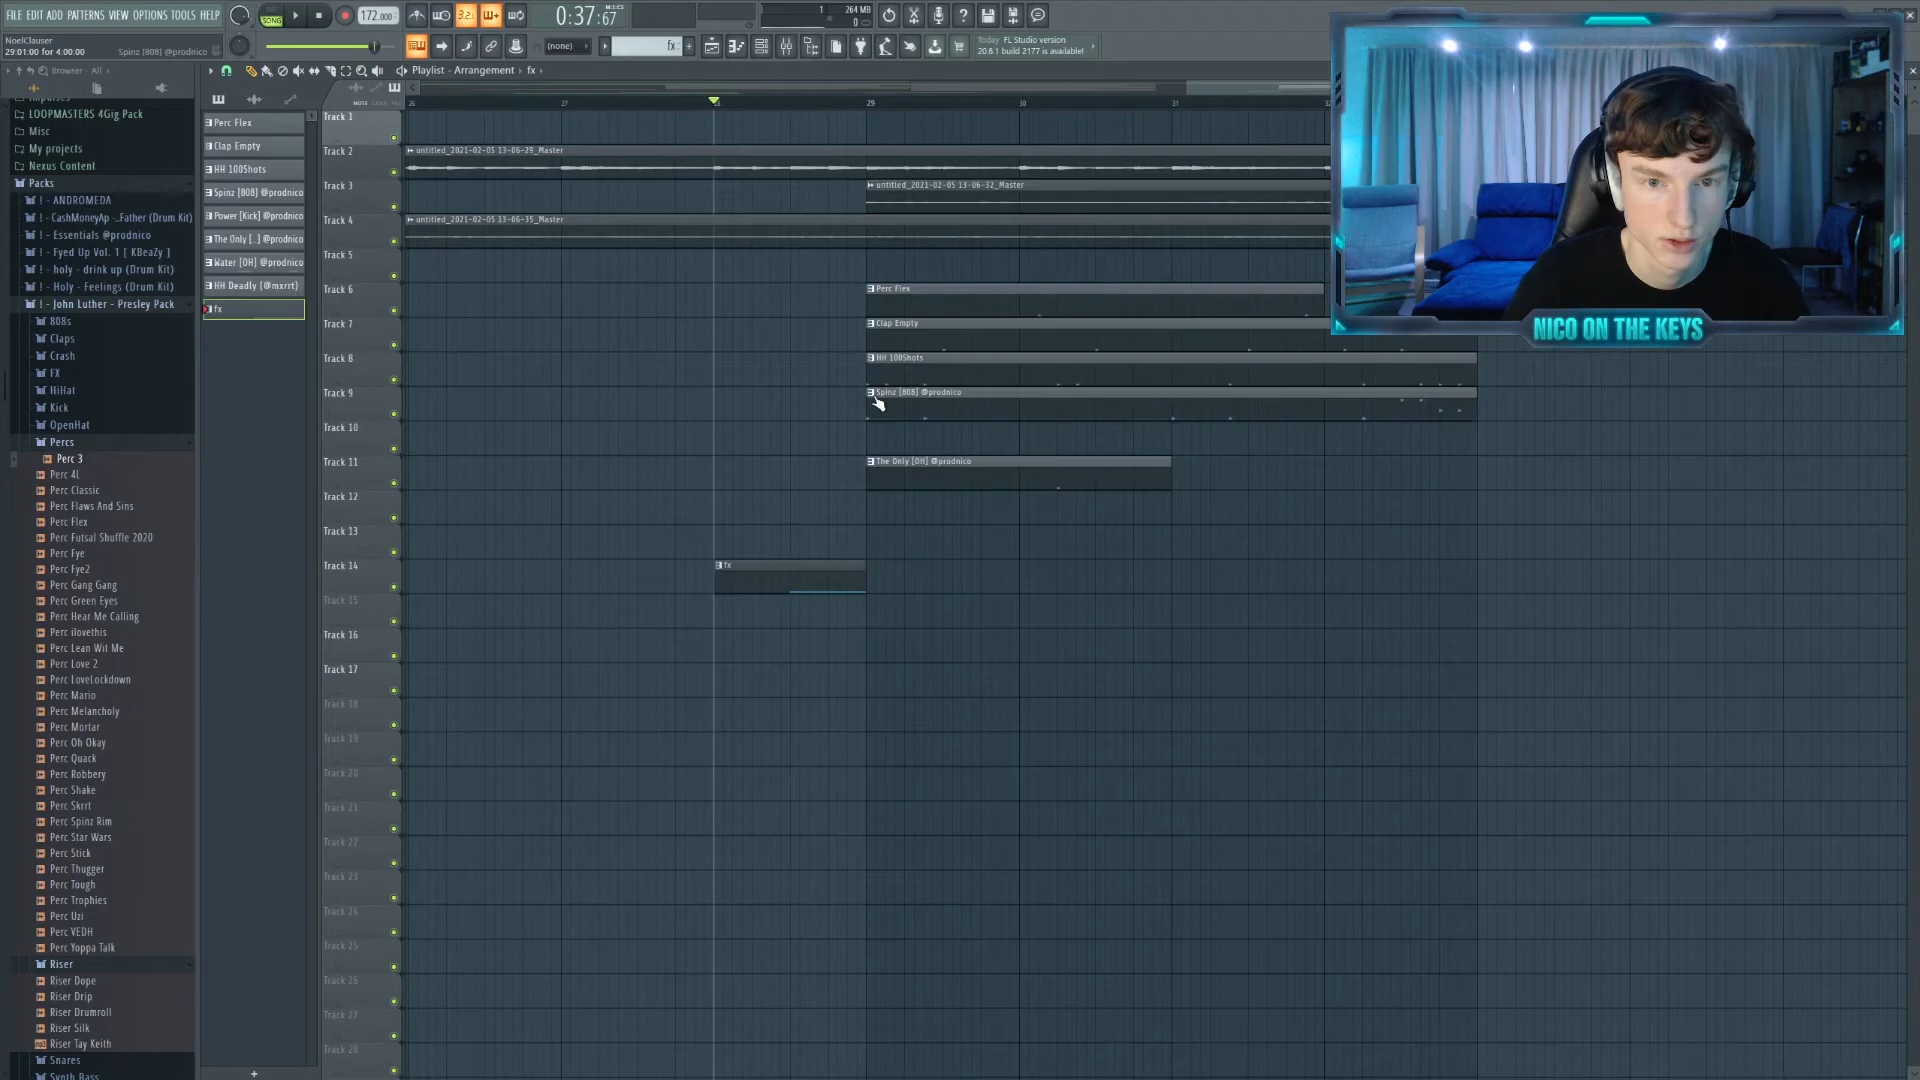 FILE EDIT ADD PATTERNS VIEW OPTIONS TOOLS HELP
SONG
172.000
3.2.
0:37:67
M:S:CS
1
264 MB
0
NoelClauser
29:01:00 for 4:00:00
Spinz [808] @prodnico
(none)
fx
Today FL Studio version
20.8.1 build 2177 is available!
Browser - All
Playlist - Arrangement
fx
NOTE
26
27
29
30
31
32
Impulses
LOOPMASTERS 4Gig Pack
Misc
My projects
Nexus Content
Packs
! - ANDROMEDA
! - CashMoneyAp -..Father (Drum Kit)
! - Essentials @prodnico
! - Fyed Up Vol. 1 [ KBeaZy ]
! - holy - drink up (Drum Kit)
! - Holy - Feelings (Drum Kit)
! - John Luther - Presley Pack
808s
Claps
Crash
FX
HiHat
Kick
OpenHat
Percs
Perc 3
Perc 4L
Perc Classic
Perc Flaws And Sins
Perc Flex
Perc Futsal Shuffle 2020
Perc Fye
Perc Fye2
Perc Gang Gang
Perc Green Eyes
Perc Hear Me Calling
Perc ilovethis
Perc Lean Wit Me
Perc Love 2
Perc LoveLockdown
Perc Mario
Perc Melancholy
Perc Mortar
Perc Oh Okay
Perc Quack
Perc Robbery
Perc Shake
Perc Skrrt
Perc Spinz Rim
Perc Star Wars
Perc Stick
Perc Thugger
Perc Tough
Perc Trophies
Perc Uzi
Perc VEDH
Perc Yoppa Talk
Riser
Riser Dope
Riser Drip
Riser Drumroll
Riser Silk
Riser Tay Keith
Snares
Synth Bass
Perc Flex
Clap Empty
HH 100Shots
Spinz [808] @prodnico
Power [Kick] @prodnico
The Only [..] @prodnico
Water [OH] @prodnico
HH Deadly (@mxrrt)
fx
Track 1
Track 2
untitled_2021-02-05 13-06-29_Master
Track 3
untitled_2021-02-05 13-06-32_Master
Track 4
untitled_2021-02-05 13-06-35_Master
Track 5
Track 6
Perc Flex
Track 7
Clap Empty
Track 8
HH 100Shots
Track 9
Spinz [808] @prodnico
Track 10
Track 11
The Only [OH] @prodnico
Track 12
Track 13
Track 14
fx
Track 15
Track 16
Track 17
Track 18
Track 19
Track 20
Track 21
Track 22
Track 23
Track 24
Track 25
Track 26
Track 27
Track 28
NICO ON THE KEYS